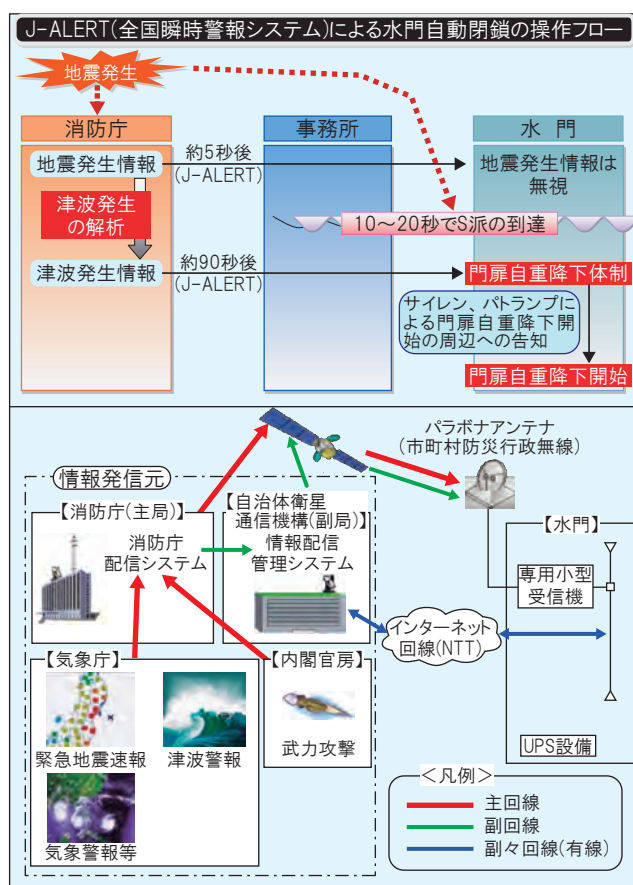 J-ALERT(全国瞬時警報システム)による水門自動閉鎖の操作フロー
地震発生
消防庁
事務所
水門
地震発生情報
約5秒後
(J-ALERT)
地震発生情報は
無視
津波発生
の解析
10～20秒でS派の到達
津波発生情報
約90秒後
(J-ALERT)
門扉自重降下体制
サイレン、パトランプに
よる門扉自重降下開
始の周辺への告知
門扉自重降下開始
パラボナアンテナ
(市町村防災行政無線)
情報発信元
【消防庁(主局)】
消防庁
配信システム
【自治体衛星
通信機構(副局)】
情報配信
管理システム
【水門】
専用小型
受信機
インターネット
回線(NTT)
【気象庁】
緊急地震速報
津波警報
気象警報等
【内閣官房】
武力攻撃
UPS設備
＜凡例＞
主回線
副回線
副々回線(有線)